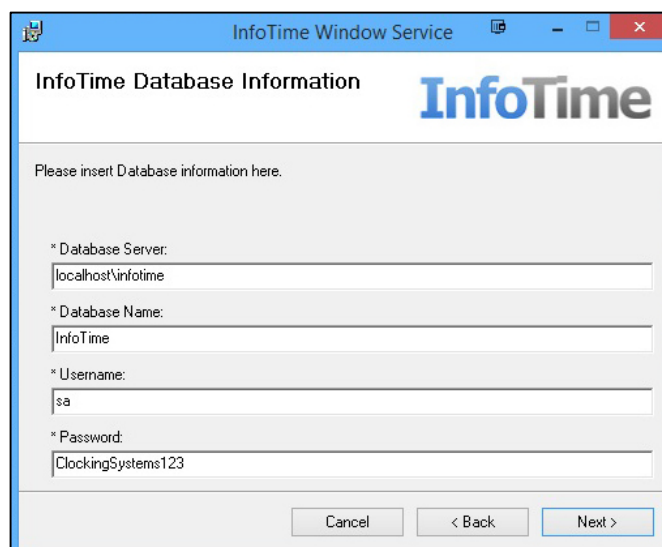 InfoTime Window Service
InfoTime Database Information
InfoTime
Please insert Database information here.
* Database Server:
localhost\infotime
* Database Name:
InfoTime
* Username:
sa
* Password:
ClockingSystems123
Cancel
< Back
Next >